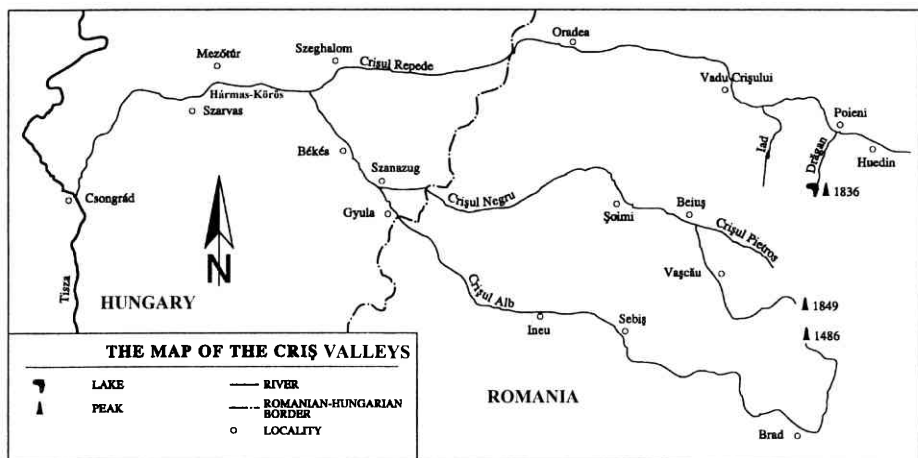 Oradea
Mezőtúr
Szeghalom
Crişul Repede
Vadu Crişului
Hármas-Körös
Szarvas
Poieni
Iad
Drăgan
Huedin
Békés
Szanazug
1836
Csongrád
Crişul Negru
Beiuş
Gyula
Şoimi
Crişul Pietros
N
Vaşcău
Tisza
HUNGARY
Crişul Alb
1849
Ineu
Sebiş
1486
THE MAP OF THE CRIŞ VALLEYS
LAKE
RIVER
PEAK
ROMANIAN-HUNGARIAN
BORDER
LOCALITY
ROMANIA
Brad